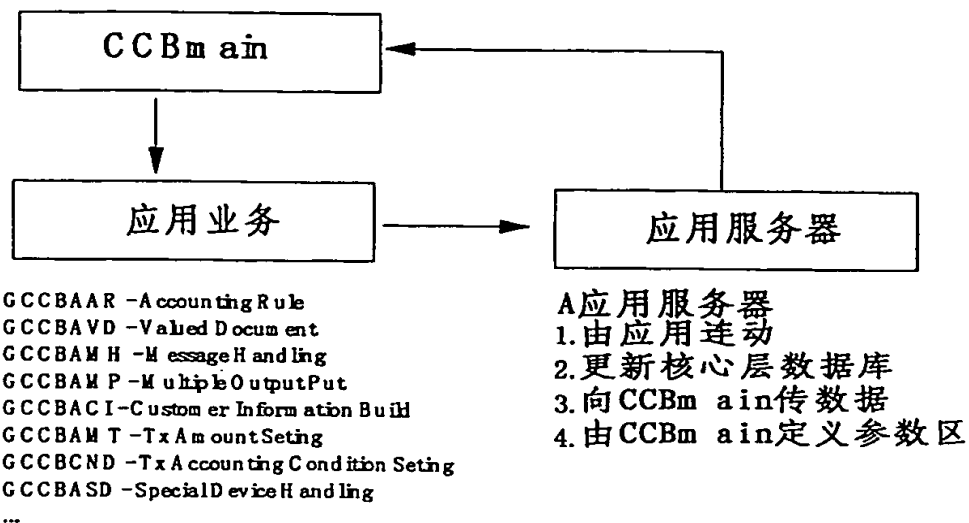 CCBmain
应用业务
应用服务器
GCCBAAR -Accounting Rule
GCCBAVD -Valued Document
GCCBAMH -Message Handling
GCCBAMP -Multiple OutputPut
GCCBACI-Customer Information Build
GCCBAMT -Tx Amount Seting
GCCBCND -Tx Accounting Condition Seting
GCCBASD -Special Device Handling
...
A应用服务器
1.由应用连动
2.更新核心层数据库
3.向CCBmain传数据
4.由CCBmain定义参数区